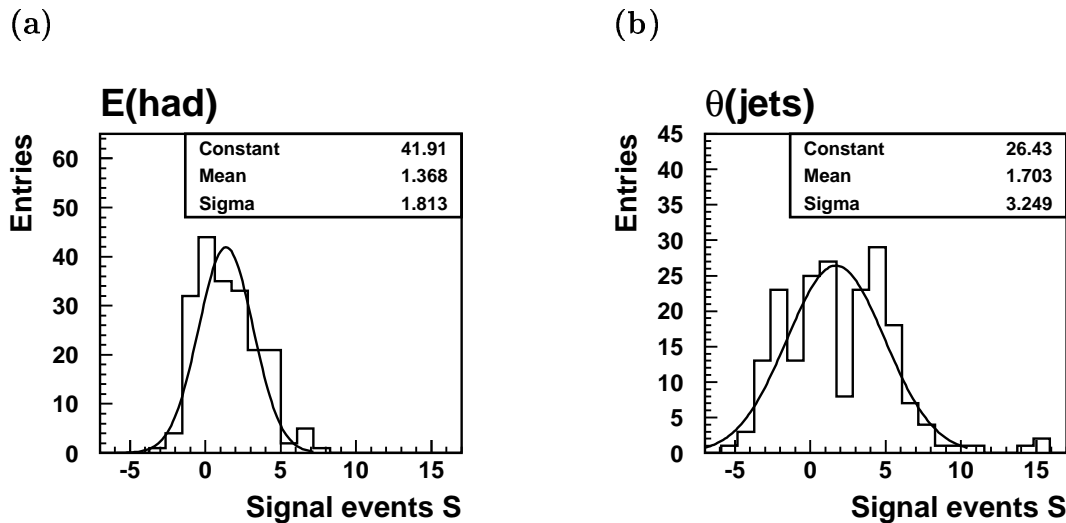 (a)
E(had)
Entries
Constant 41.91
Mean 1.368
Sigma 1.813
60
50
40
30
20
10
0
-5 0 5 10 15
Signal events S
(b)
θ(jets)
Entries
Constant 26.43
Mean 1.703
Sigma 3.249
45
40
35
30
25
20
15
10
5
0
-5 0 5 10 15
Signal events S